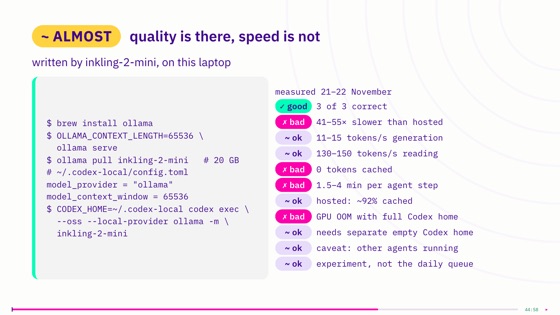 ~ ALMOST quality is there, speed is not
written by inkling-2-mini, on this laptop
$ brew install ollama
$ OLLAMA_CONTEXT_LENGTH=65536 \
ollama serve
$ ollama pull inkling-2-mini # 20 GB
# ~/.codex-local/config.toml
model_provider = "ollama"
model_context_window = 65536
$ CODEX_HOME=~/.codex-local codex exec \
--oss --local-provider ollama -m \
inkling-2-mini
measured 21–22 November
✓ good 3 of 3 correct
✗ bad 41–55× slower than hosted
~ ok 11–15 tokens/s generation
~ ok 130–150 tokens/s reading
✗ bad 0 tokens cached
✗ bad 1.5–4 min per agent step
~ ok hosted: ~92% cached
✗ bad GPU OOM with full Codex home
~ ok needs separate empty Codex home
~ ok caveat: other agents running
~ ok experiment, not the daily queue